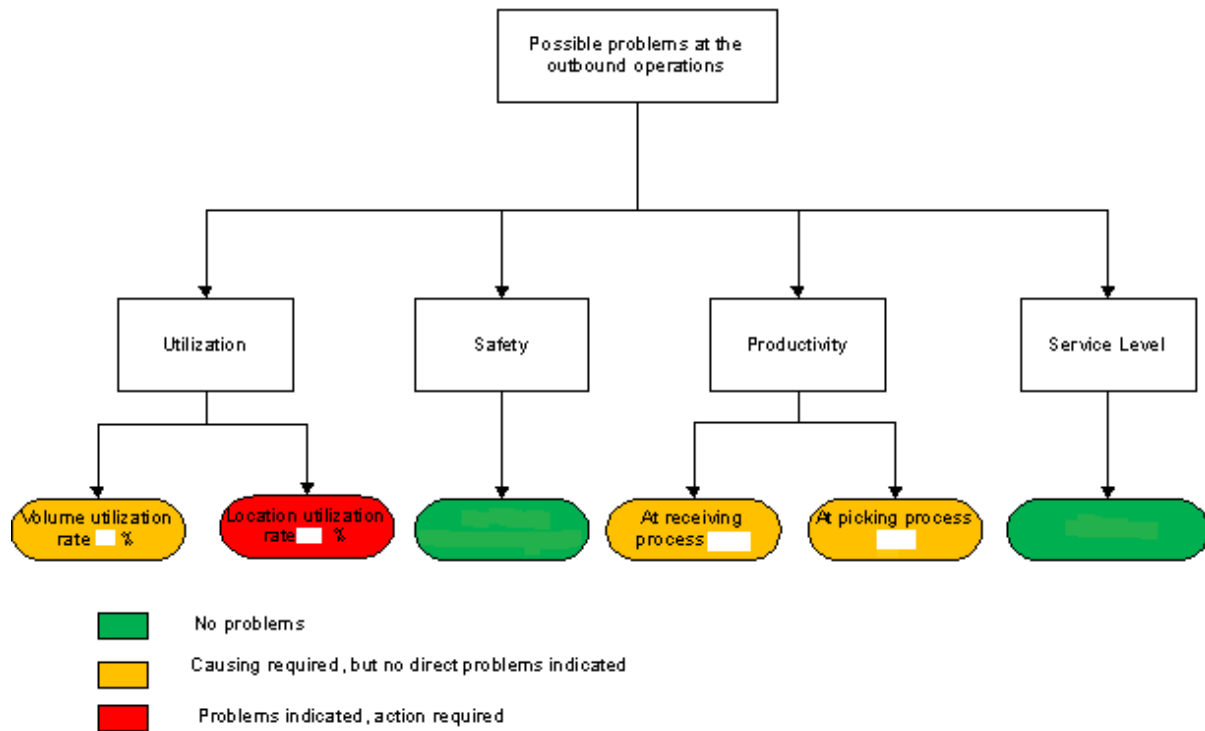 Possible problems at the
outbound operations
Utilization
Safety
Productivity
Service Level
Volume utilization
rate %
Location utilization
rate %
At receiving
process
At picking process
No problems
Causing required, but no direct problems indicated
Problems indicated, action required